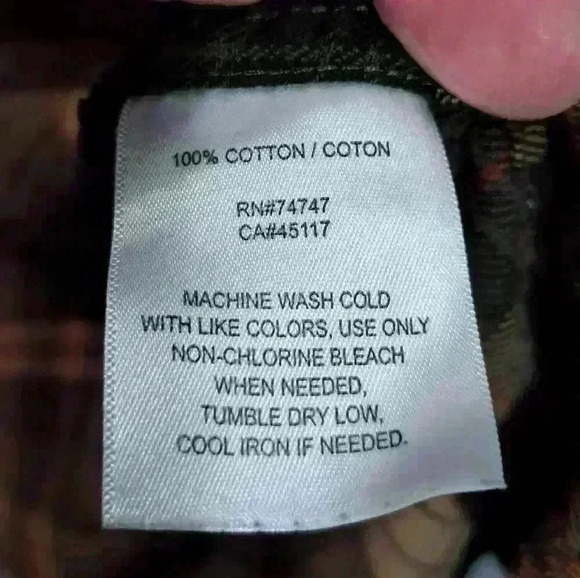 100% COTTON / COTON
RN#74747
CA#45117
MACHINE WASH COLD
WITH LIKE COLORS, USE ONLY
NON-CHLORINE BLEACH
WHEN NEEDED,
TUMBLE DRY LOW,
COOL IRON IF NEEDED.